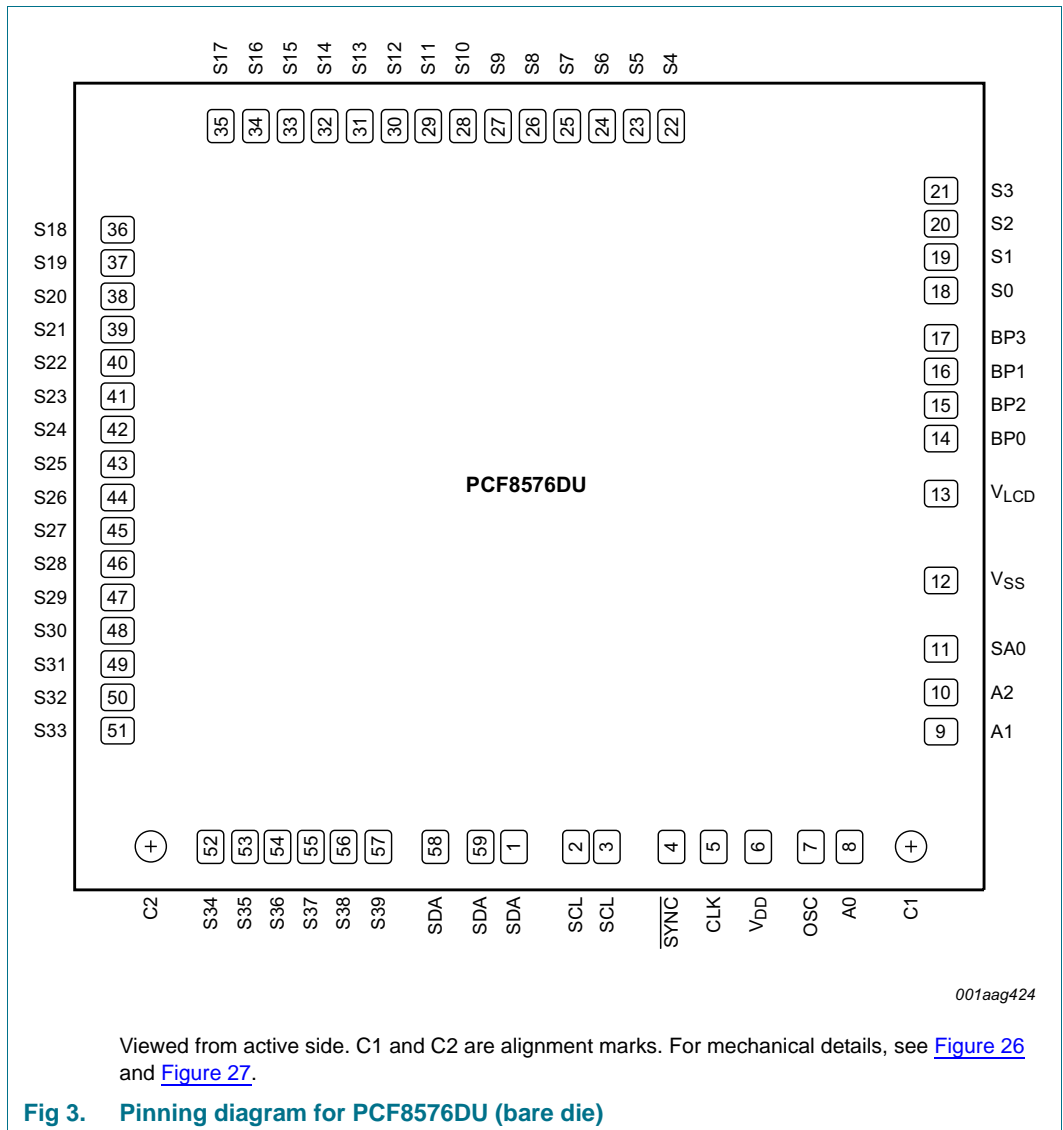 S17 S16 S15 S14 S13 S12 S11 S10 S9 S8 S7 S6 S5 S4
35 34 33 32 31 30 29 28 27 26 25 24 23 22
21 S3
20 S2
19 S1
18 S0
17 BP3
16 BP1
15 BP2
14 BP0
13 VLCD
12 VSS
11 SA0
10 A2
9 A1
S18 36
S19 37
S20 38
S21 39
S22 40
S23 41
S24 42
S25 43
S26 44
S27 45
S28 46
S29 47
S30 48
S31 49
S32 50
S33 51
PCF8576DU
52 53 54 55 56 57 58 59 1 2 3 4 5 6 7 8
C2 S34 S35 S36 S37 S38 S39 SDA SDA SDA SCL SCL SYNC CLK VDD OSC A0 C1
001aag424
Viewed from active side. C1 and C2 are alignment marks. For mechanical details, see Figure 26
and Figure 27.
Fig 3. Pinning diagram for PCF8576DU (bare die)